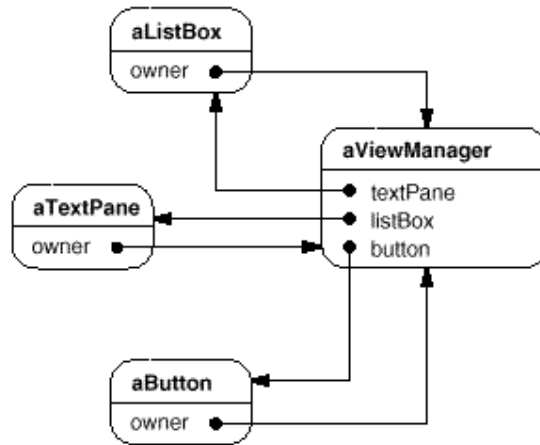 aListBox
owner
aViewManager
textPane
listBox
button
aTextPane
owner
aButton
owner